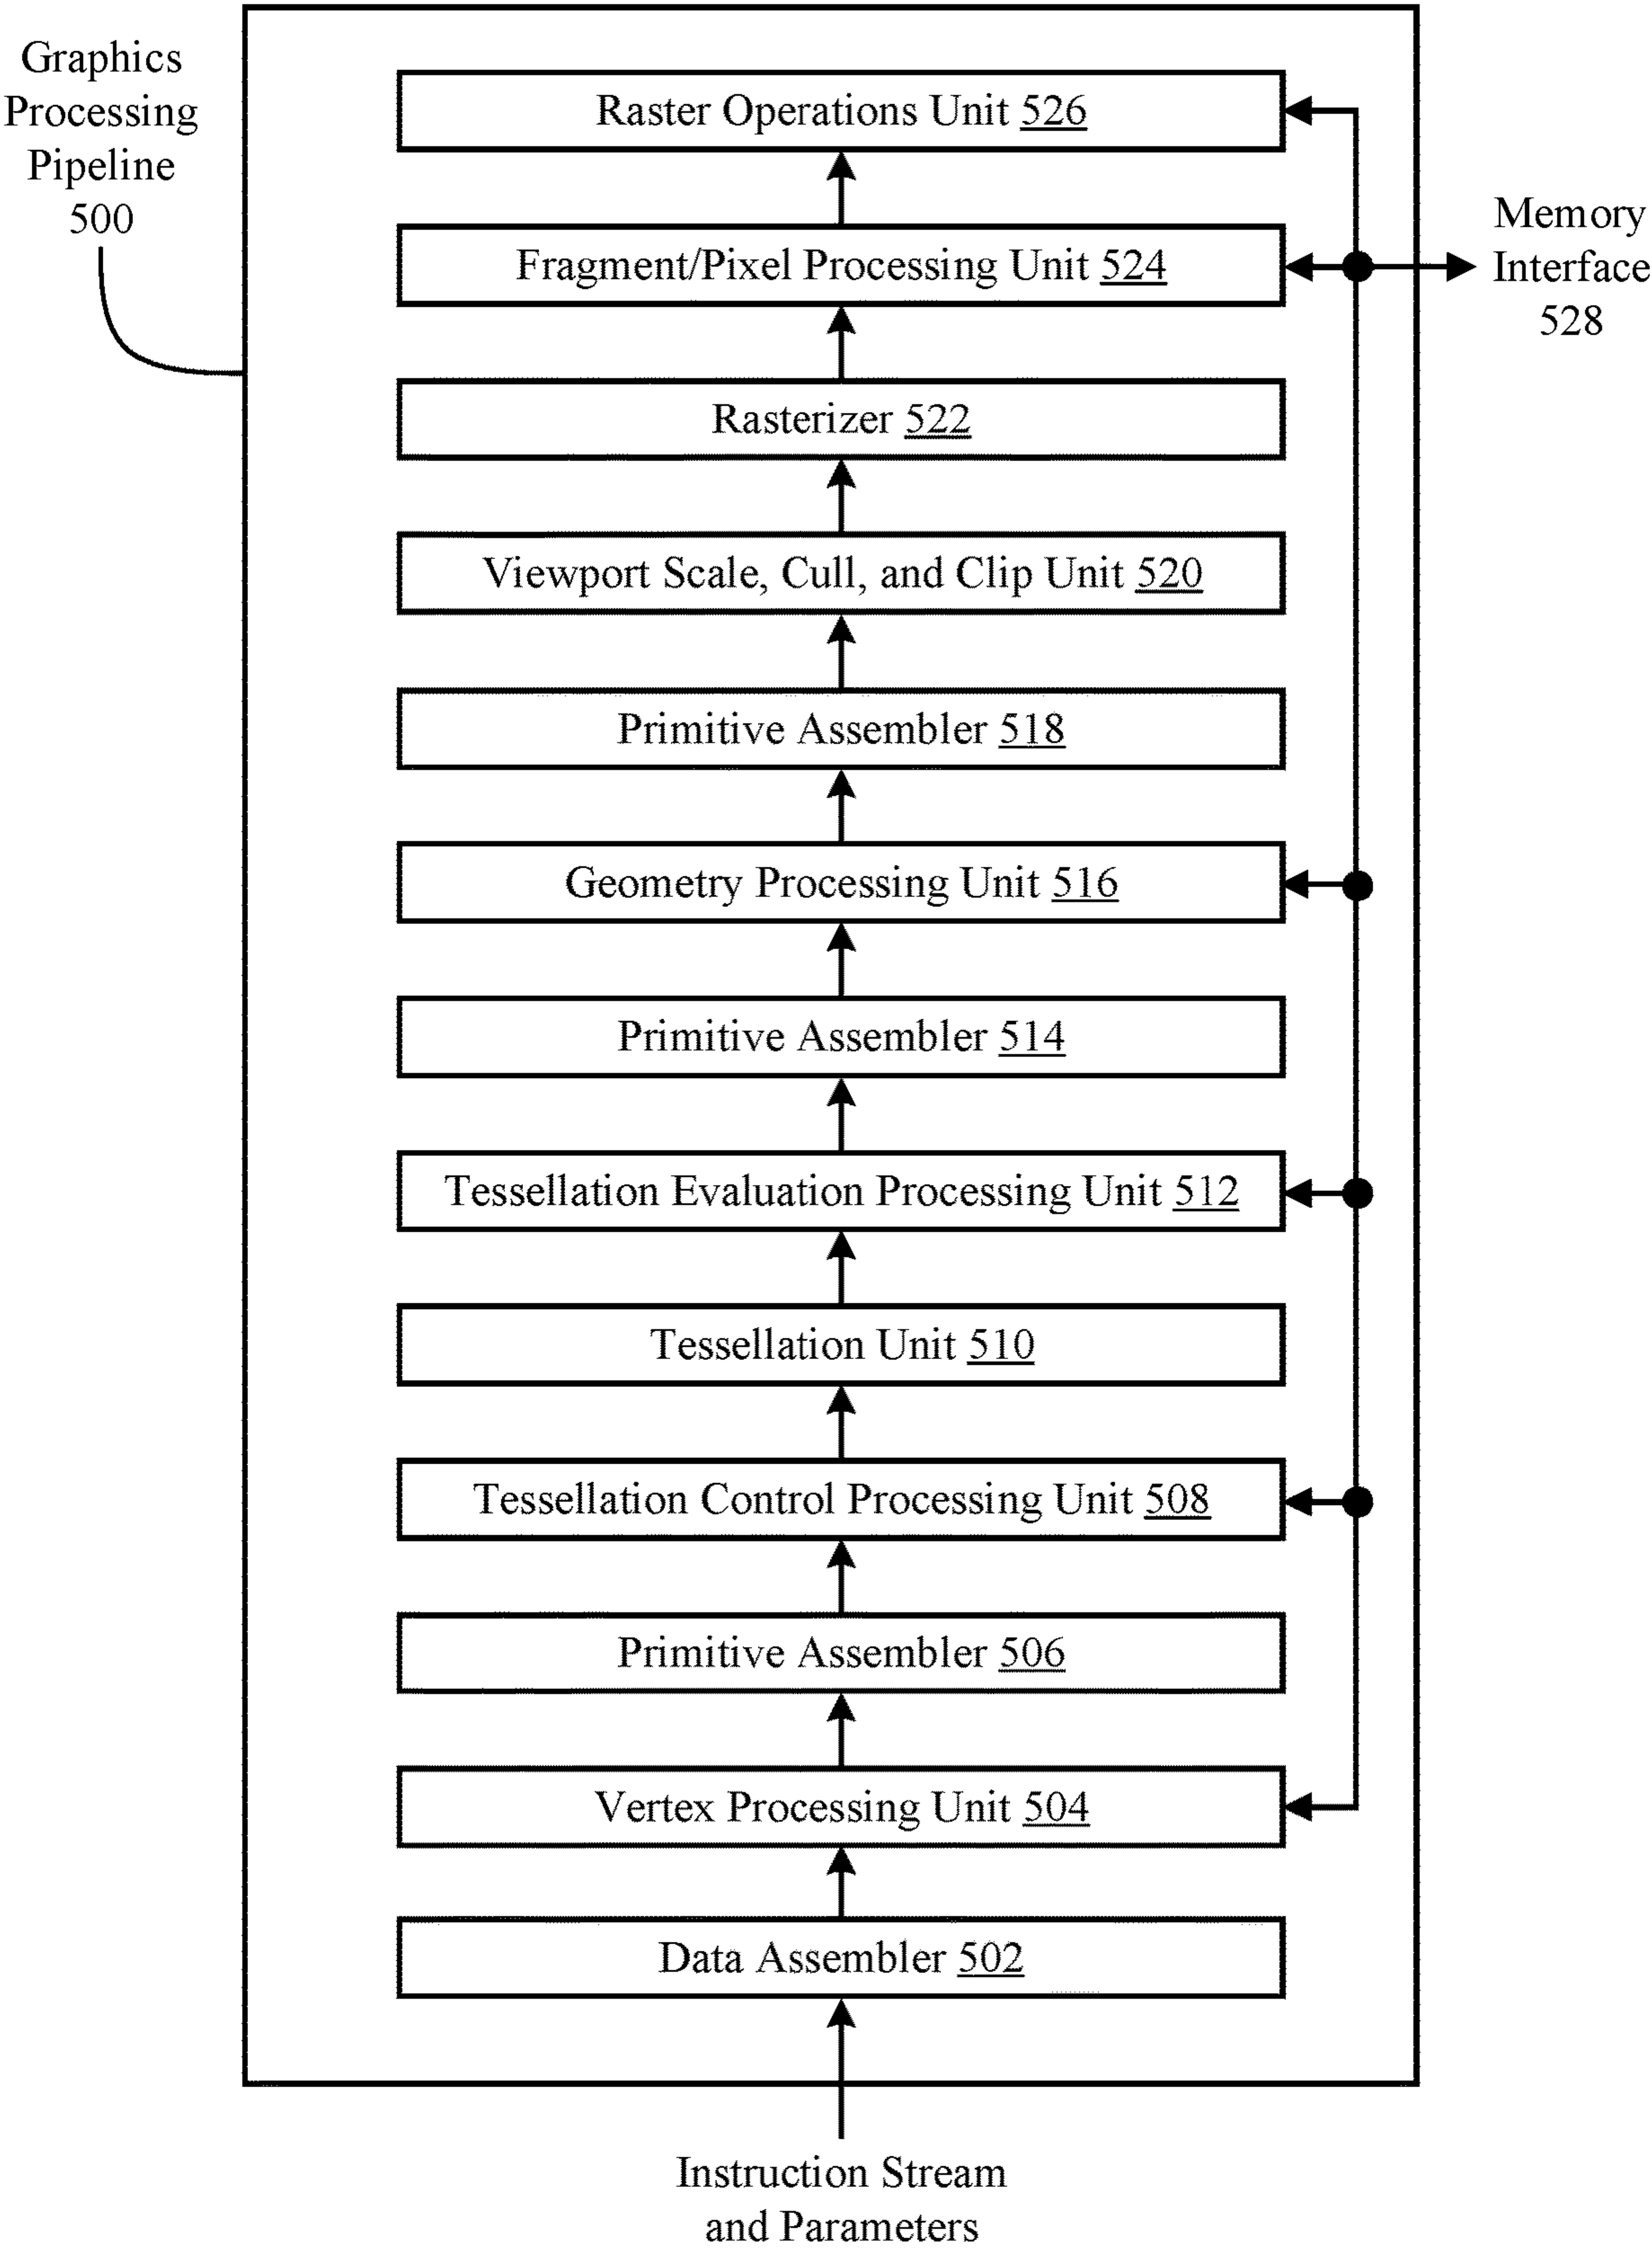 Graphics
Processing
Pipeline
500
Raster Operations Unit 526
Fragment/Pixel Processing Unit 524
Memory
Interface
528
Rasterizer 522
Viewport Scale, Cull, and Clip Unit 520
Primitive Assembler 518
Geometry Processing Unit 516
Primitive Assembler 514
Tessellation Evaluation Processing Unit 512
Tessellation Unit 510
Tessellation Control Processing Unit 508
Primitive Assembler 506
Vertex Processing Unit 504
Data Assembler 502
Instruction Stream
and Parameters